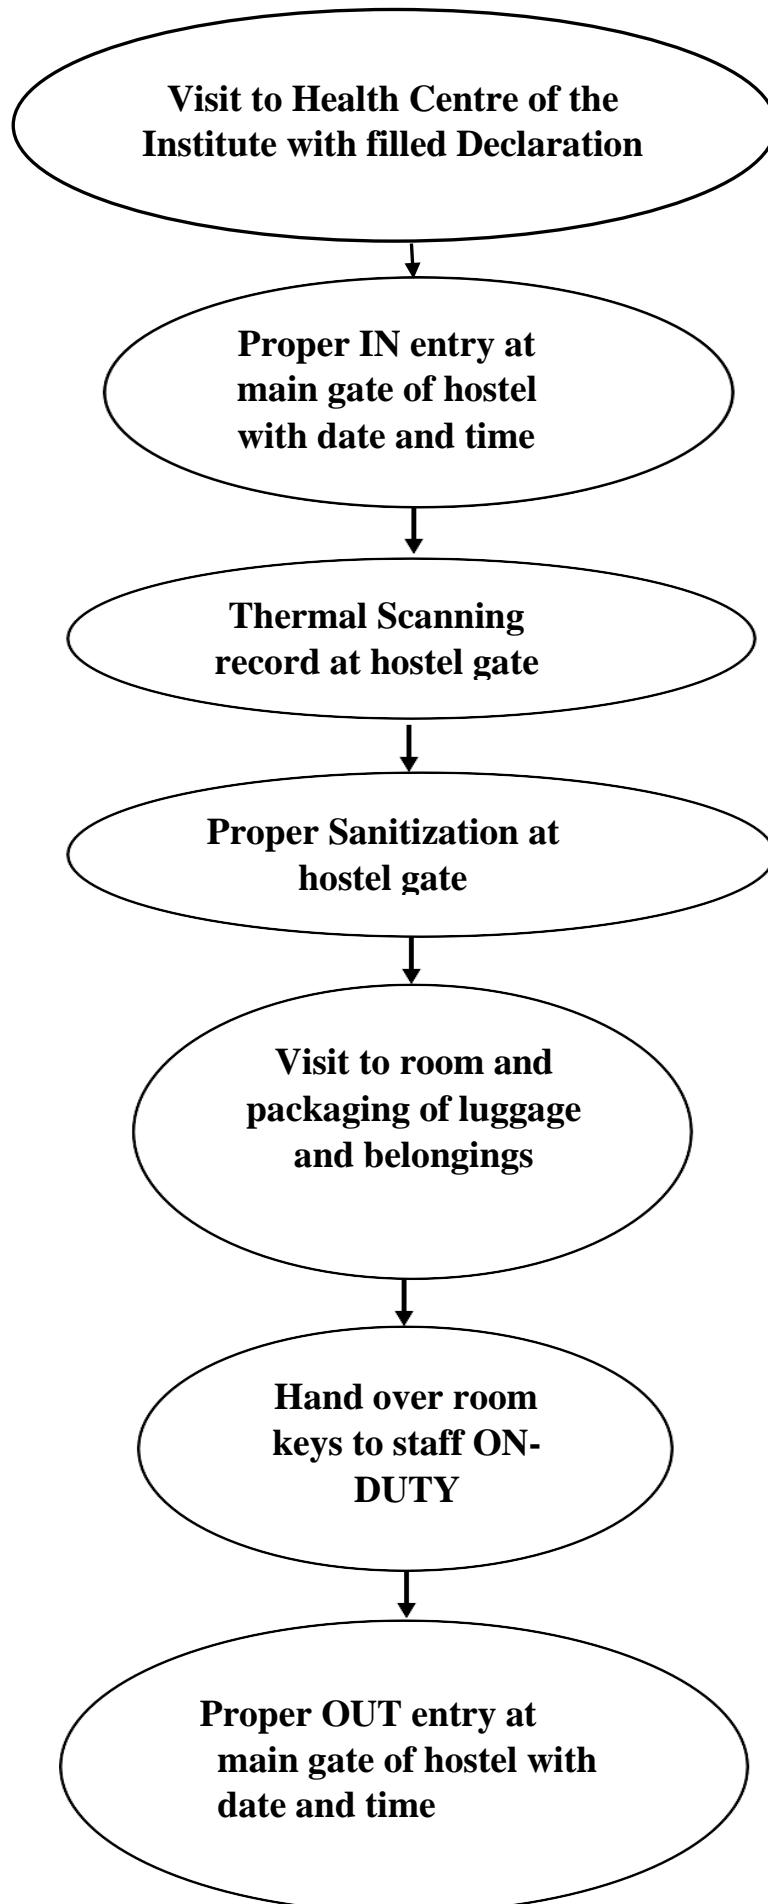 Visit to Health Centre of the
Institute with filled Declaration
Proper IN entry at
main gate of hostel
with date and time
Thermal Scanning
record at hostel gate
Proper Sanitization at
hostel gate
Visit to room and
packaging of luggage
and belongings
Hand over room
keys to staff ON-
DUTY
Proper OUT entry at
main gate of hostel with
date and time